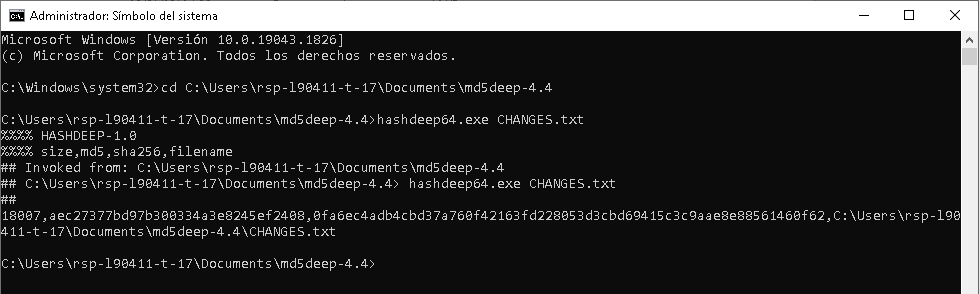 Administrador: Símbolo del sistema
Microsoft Windows [Versión 10.0.19043.1826]
(c) Microsoft Corporation. Todos los derechos reservados.
C:\Windows\system32>cd C:\Users\rsp-l90411-t-17\Documents\md5deep-4.4
C:\Users\rsp-l90411-t-17\Documents\md5deep-4.4>hashdeep64.exe CHANGES.txt
%%%% HASHDEEP-1.0
%%%% size,md5,sha256,filename
## Invoked from: C:\Users\rsp-l90411-t-17\Documents\md5deep-4.4
## C:\Users\rsp-l90411-t-17\Documents\md5deep-4.4> hashdeep64.exe CHANGES.txt
##
18007,aec27377bd97b300334a3e8245ef2408,0fa6ec4adb4cbd37a760f42163fd228053d3cbd69415c3c9aae8e88561460f62,C:\Users\rsp-l90
411-t-17\Documents\md5deep-4.4\CHANGES.txt
C:\Users\rsp-l90411-t-17\Documents\md5deep-4.4>